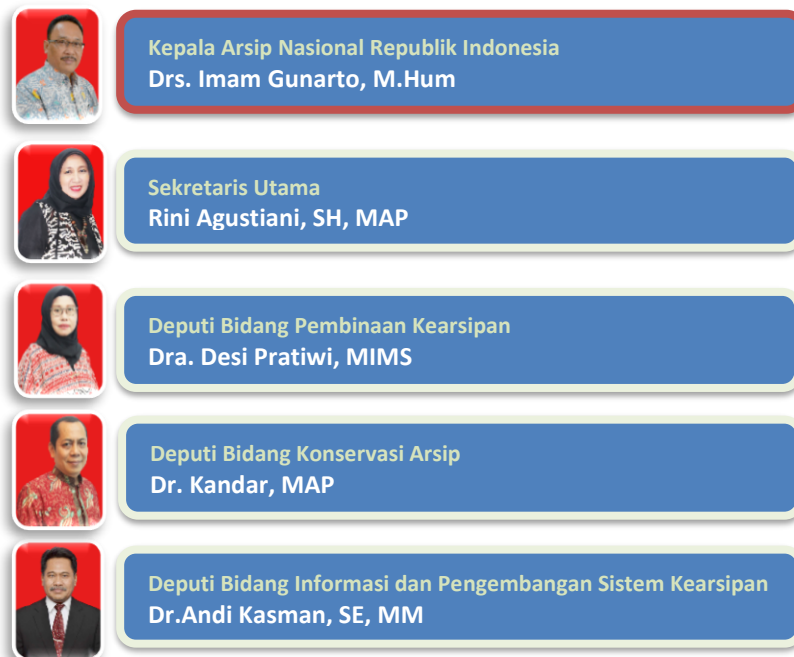 Kepala Arsip Nasional Republik Indonesia
Drs. Imam Gunarto, M.Hum
Sekretaris Utama
Rini Agustiani, SH, MAP
Deputi Bidang Pembinaan Kearsipan
Dra. Desi Pratiwi, MIMS
Deputi Bidang Konservasi Arsip
Dr. Kandar, MAP
Deputi Bidang Informasi dan Pengembangan Sistem Kearsipan
Dr.Andi Kasman, SE, MM